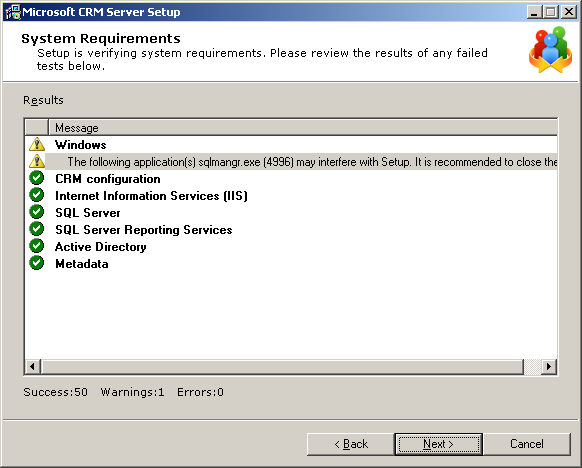 Microsoft CRM Server Setup
System Requirements
Setup is verifying system requirements. Please review the results of any failed
tests below.
Results
Message
Windows
The following application(s) sqlmangr.exe (4996) may interfere with Setup. It is recommended to close the
CRM configuration
Internet Information Services (IIS)
SQL Server
SQL Server Reporting Services
Active Directory
Metadata
Success:50 Warnings:1 Errors:0
< Back Next > Cancel